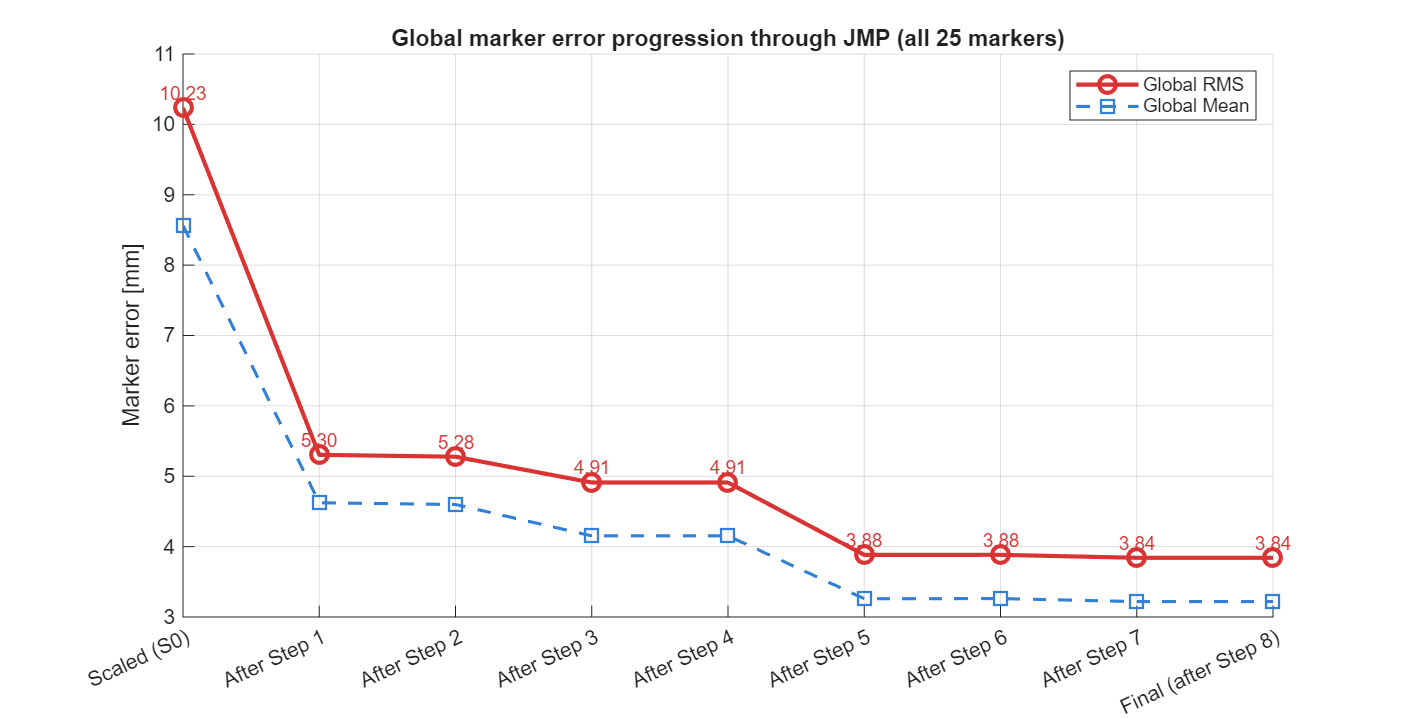 Global marker error progression through JMP (all 25 markers)
Global RMS
Global Mean
Marker error [mm]
11
10
9
8
7
6
5
4
3
10.23
5.30
5.28
4.91
4.91
3.88
3.88
3.84
3.84
Scaled (S0)
After Step 1
After Step 2
After Step 3
After Step 4
After Step 5
After Step 6
After Step 7
Final (after Step 8)